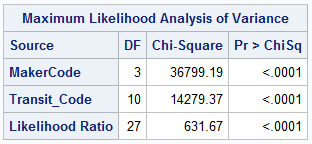 Maximum Likelihood Analysis of Variance
Source DF Chi-Square Pr > ChiSq
MakerCode 3 36799.19 <.0001
Transit_Code 10 14279.37 <.0001
Likelihood Ratio 27 631.67 <.0001